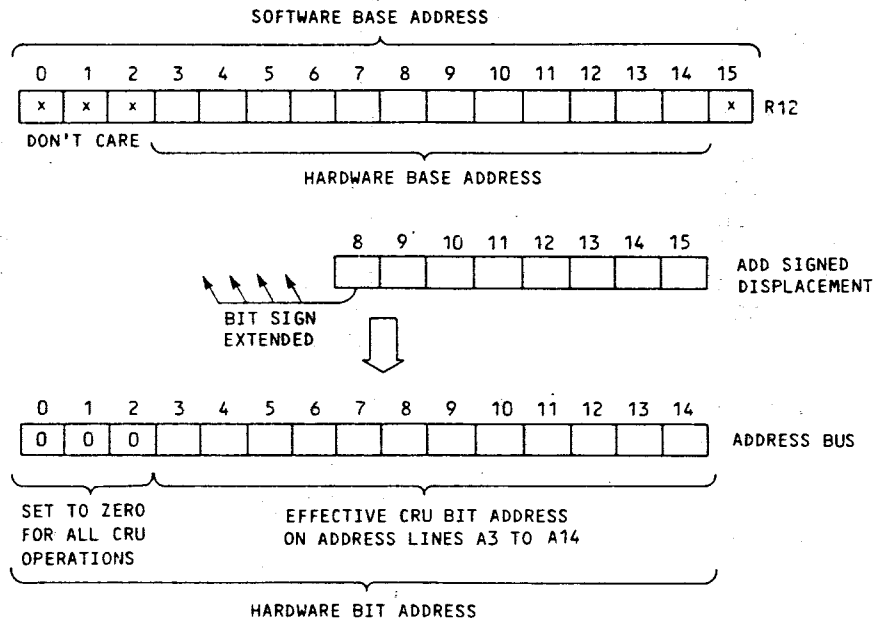 SOFTWARE BASE ADDRESS
0 1 2 3 4 5 6 7 8 9 10 11 12 13 14 15
x x x x R12
DON'T CARE
HARDWARE BASE ADDRESS
8 9 10 11 12 13 14 15
ADD SIGNED
DISPLACEMENT
BIT SIGN
EXTENDED
0 1 2 3 4 5 6 7 8 9 10 11 12 13 14
0 0 0 ADDRESS BUS
SET TO ZERO
FOR ALL CRU
OPERATIONS
EFFECTIVE CRU BIT ADDRESS
ON ADDRESS LINES A3 TO A14
HARDWARE BIT ADDRESS